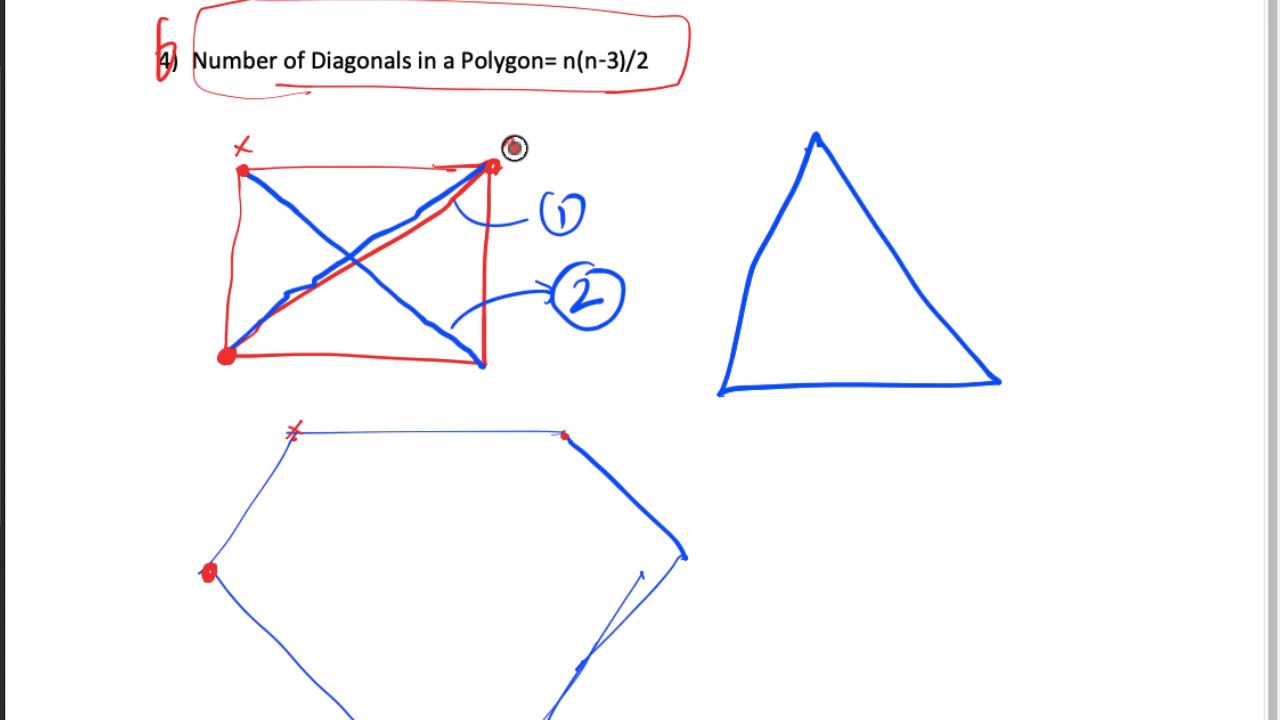 6
4) Number of Diagonals in a Polygon= n(n-3)/2
x
1
2
x